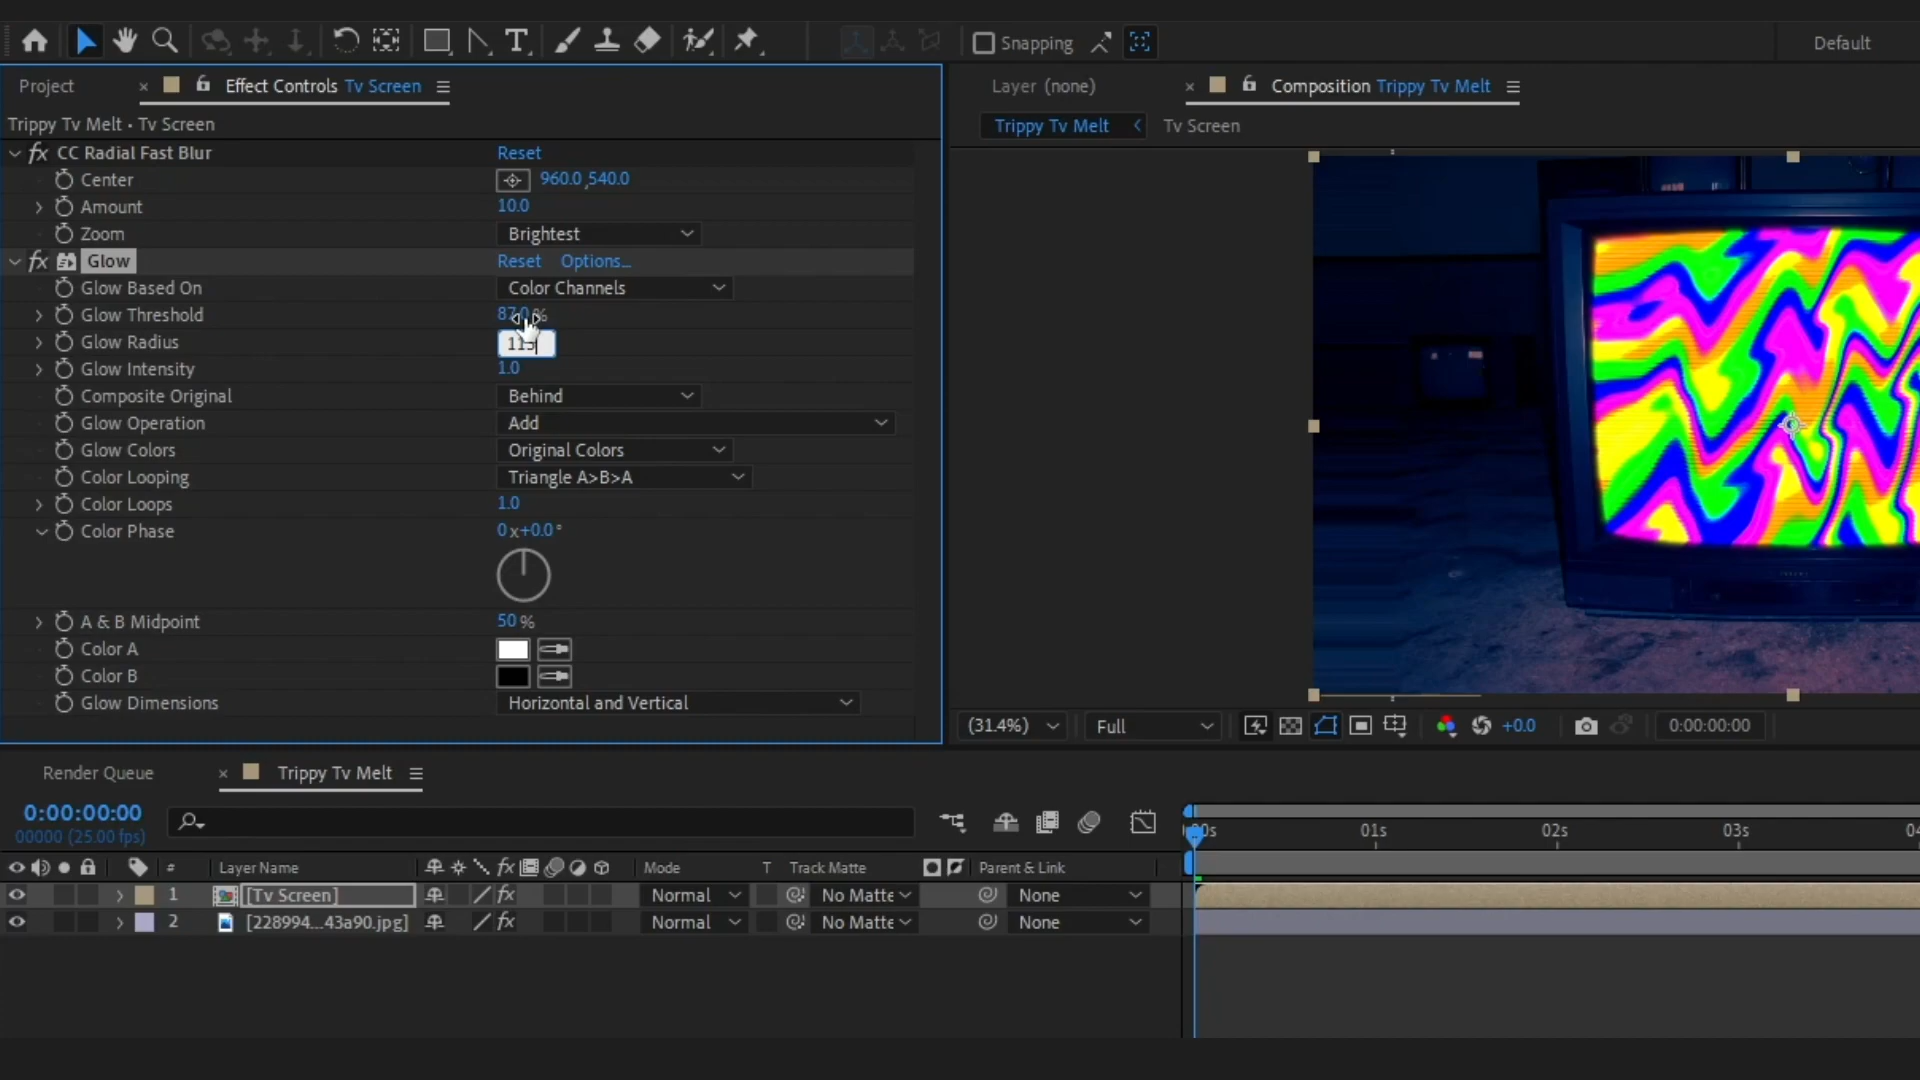 Snapping
Default
Project
Effect Controls Tv Screen
Layer (none)
Composition Trippy Tv Melt
Trippy Tv Melt • Tv Screen
Trippy Tv Melt
Tv Screen
fx CC Radial Fast Blur Reset
Center 960.0,540.0
Amount 10.0
Zoom Brightest
fx Glow Reset Options...
Glow Based On Color Channels
Glow Threshold %
Glow Radius
Glow Intensity 1.0
Composite Original Behind
Glow Operation Add
Glow Colors Original Colors
Color Looping Triangle A>B>A
Color Loops 1.0
Color Phase 0x+0.0°
A & B Midpoint 50%
Color A
Color B
Glow Dimensions Horizontal and Vertical
(31.4%) Full +0.0 0:00:00:00
Render Queue
Trippy Tv Melt
0:00:00:00
00000 (25.00 fps)
01s 02s 03s
# Layer Name fx Mode T Track Matte Parent & Link
1 [Tv Screen] fx Normal No Matte None
2 [228994...43a90.jpg] fx Normal No Matte None